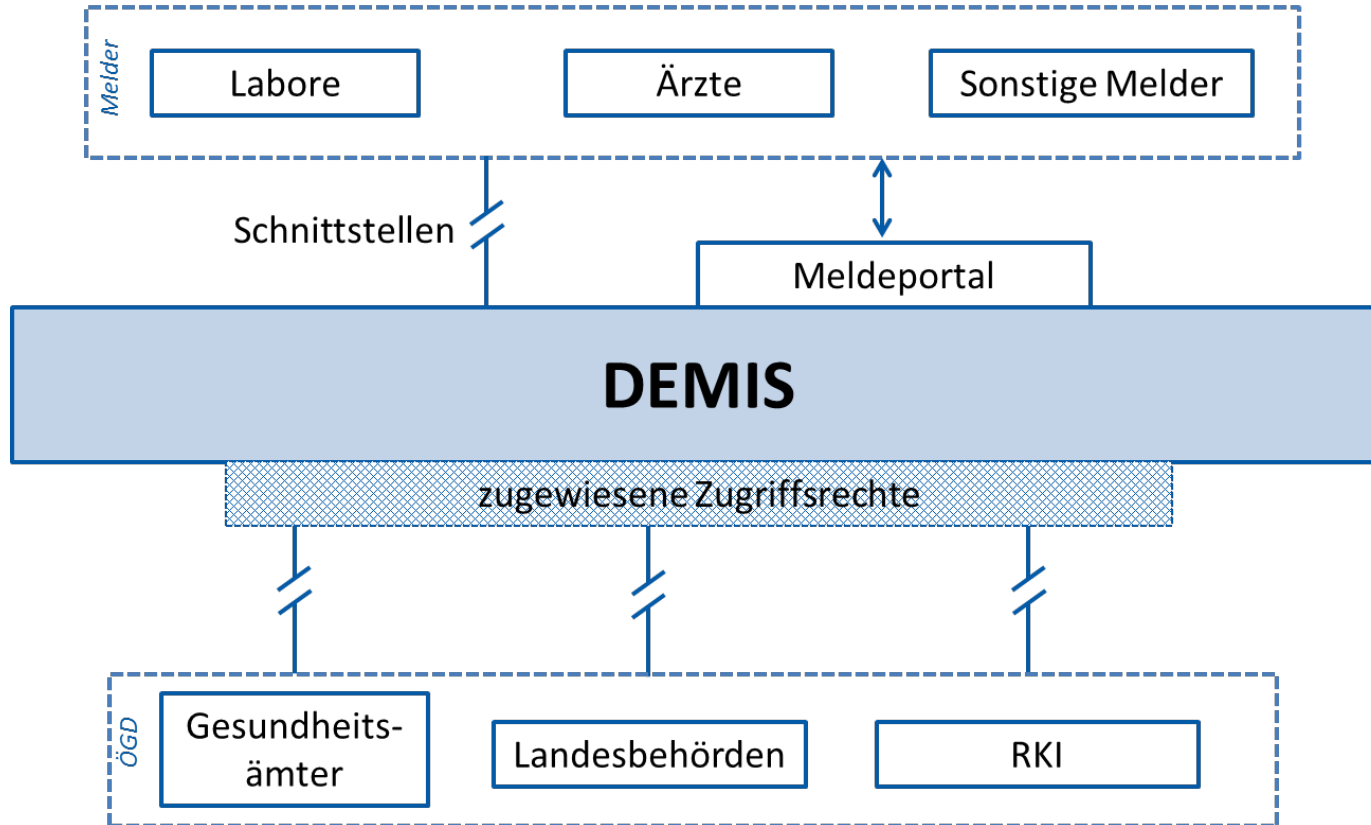 Melder
Labore
Ärzte
Sonstige Melder
Schnittstellen
Meldeportal
DEMIS
zugewiesene Zugriffsrechte
ÖGD
Gesundheits-
ämter
Landesbehörden
RKI